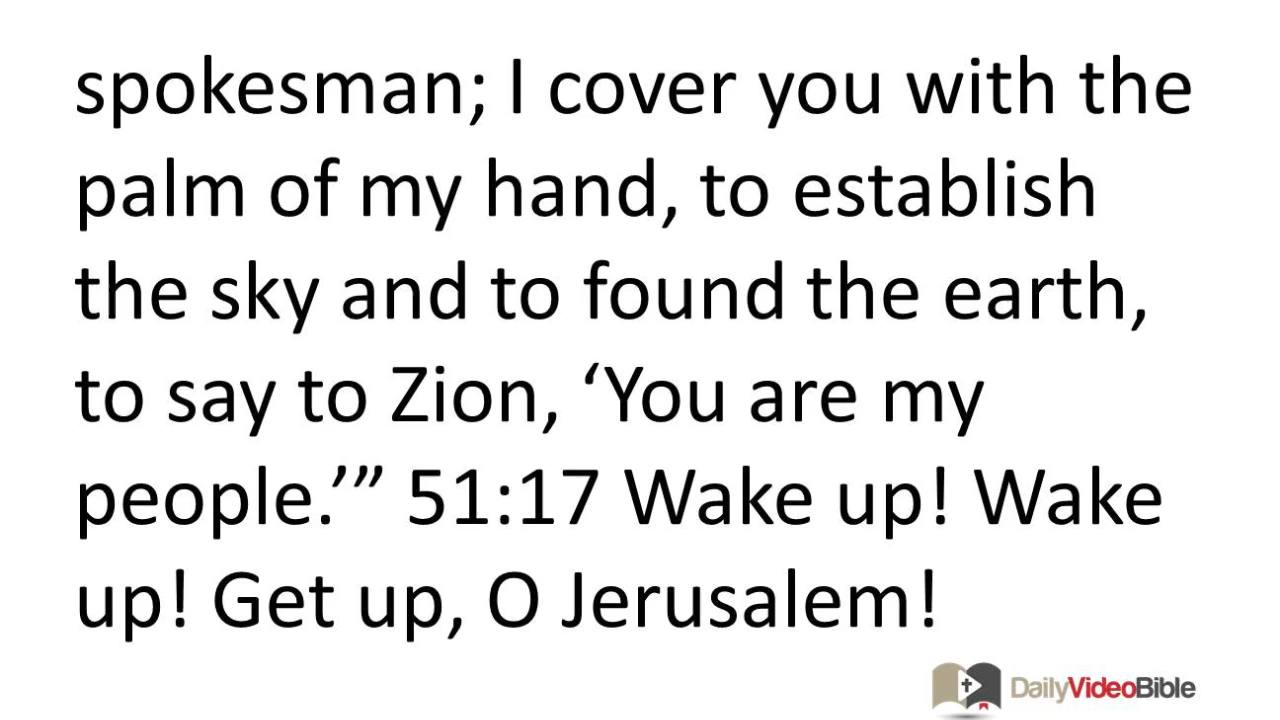 spokesman; I cover you with the
palm of my hand, to establish
the sky and to found the earth,
to say to Zion, ‘You are my
people.’” 51:17 Wake up! Wake
up! Get up, O Jerusalem!
DailyVideoBible